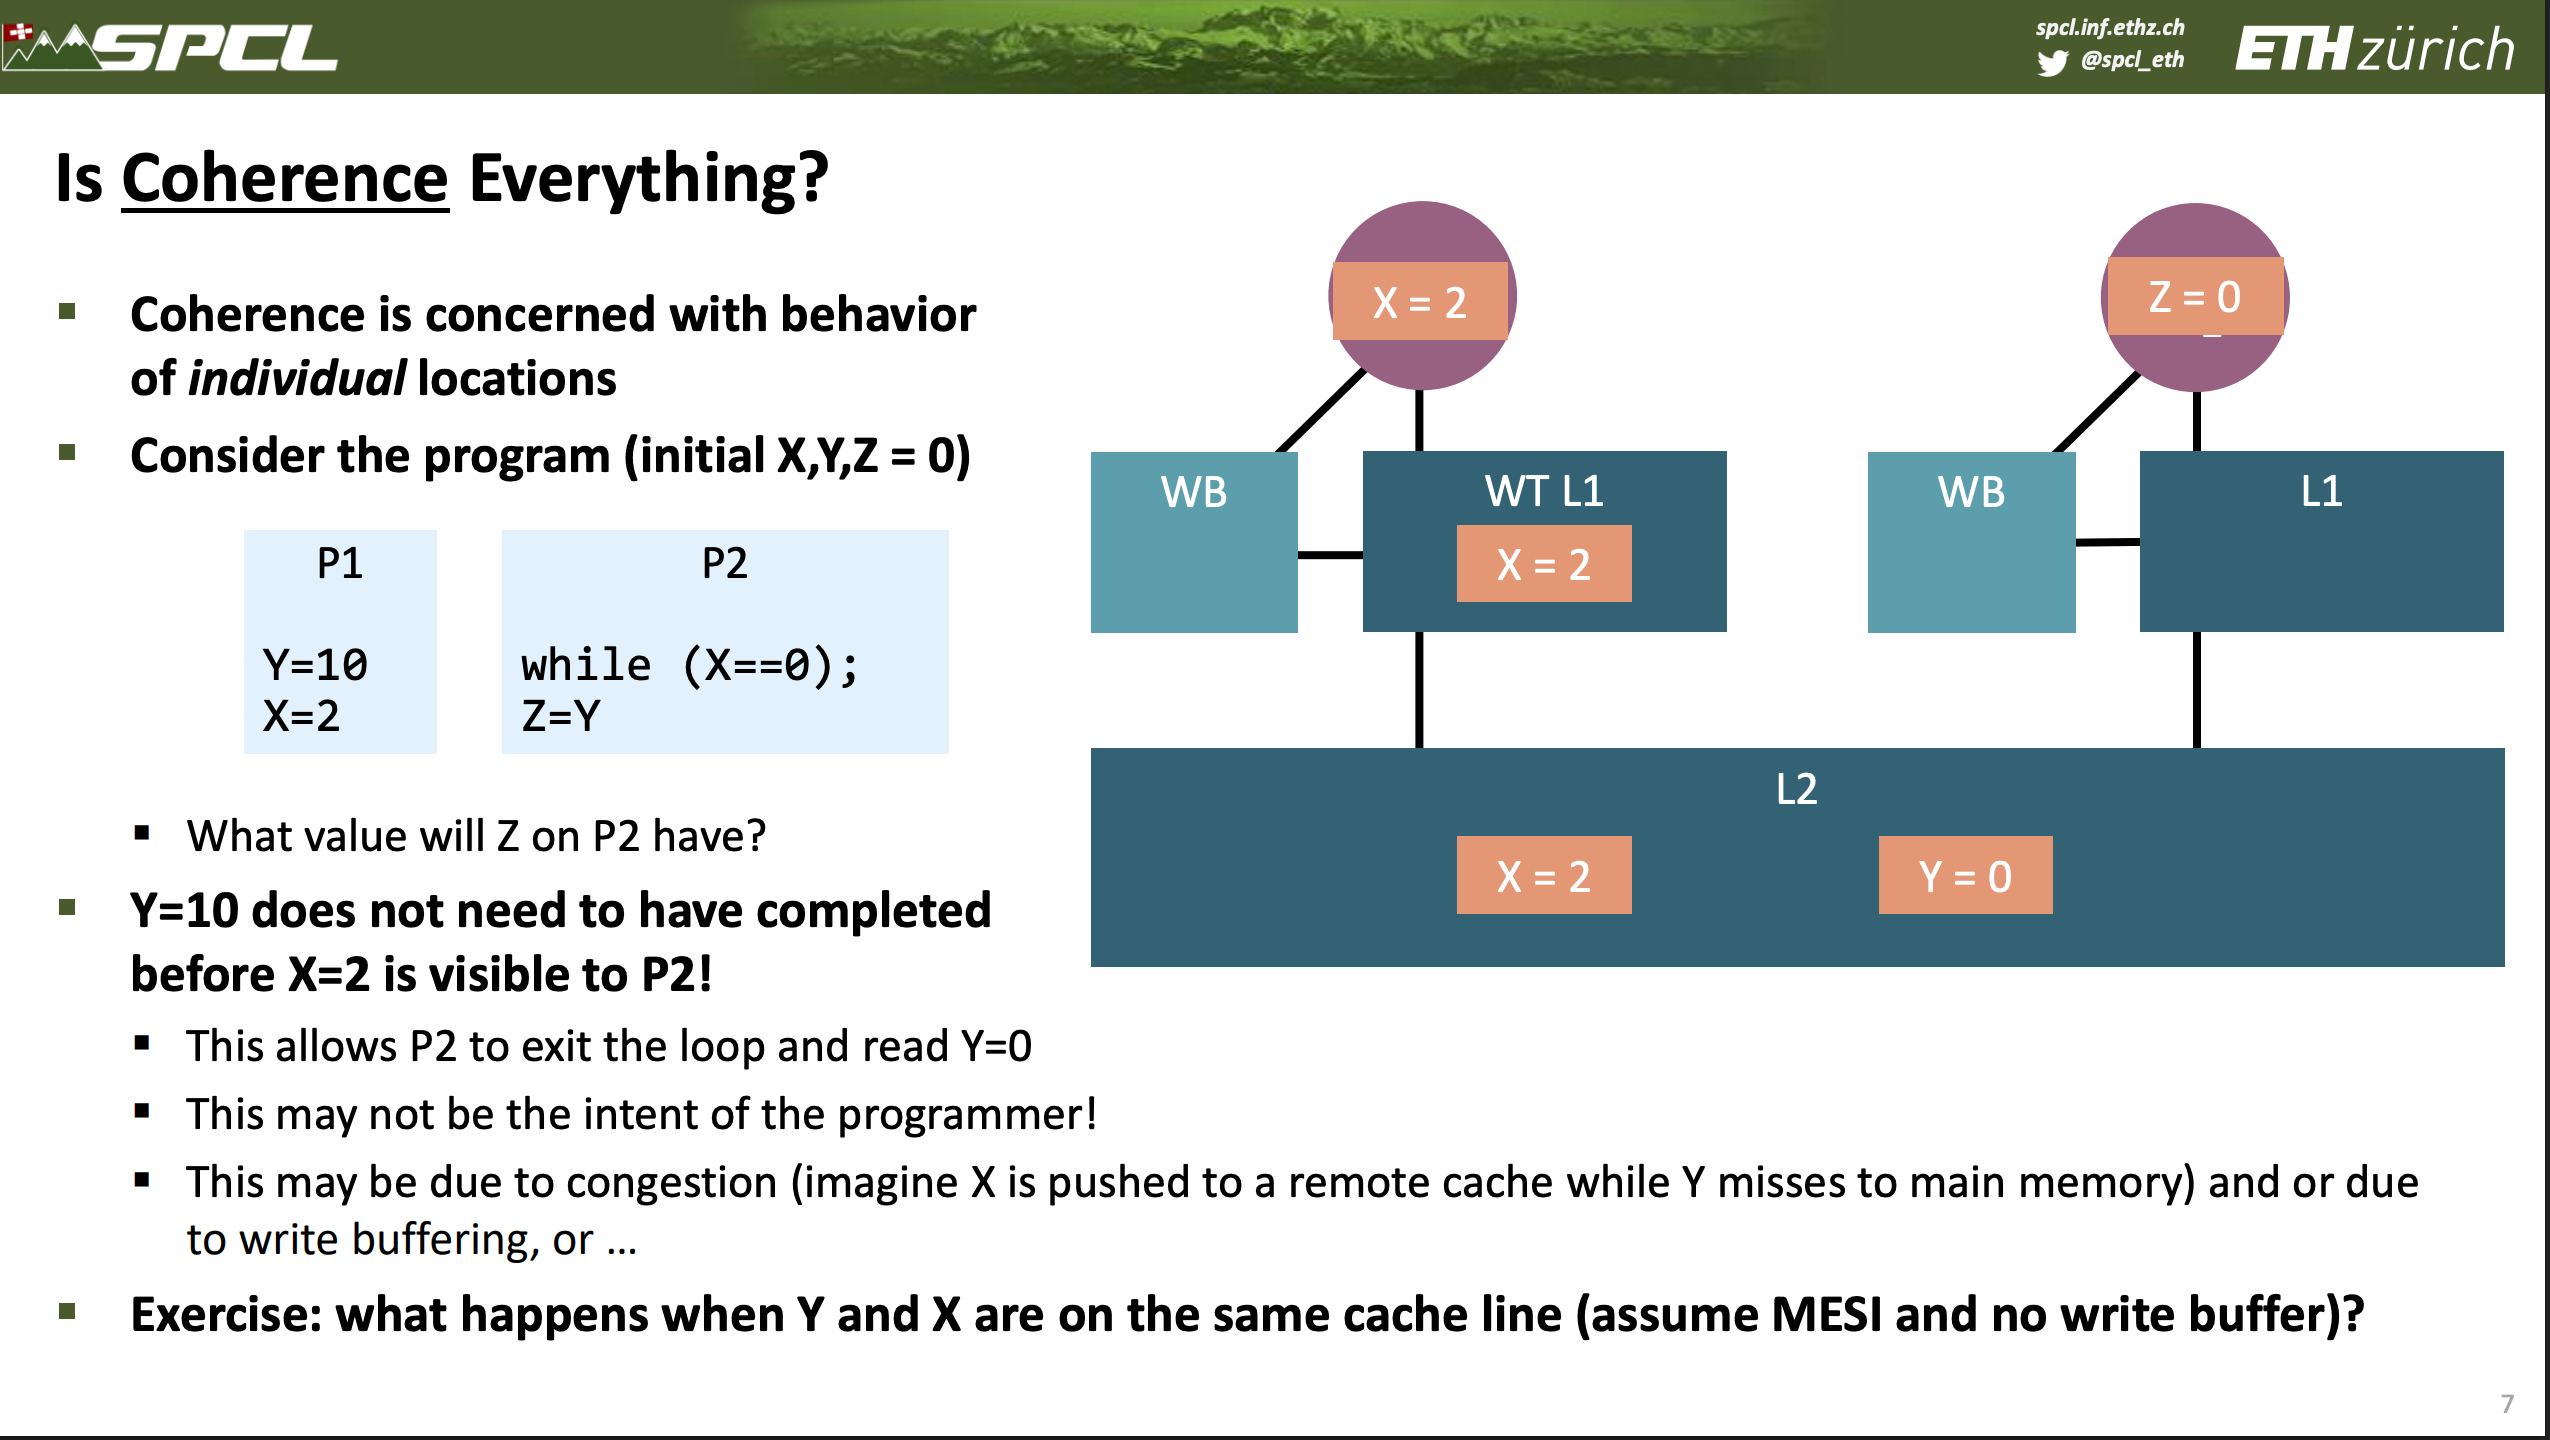 SPCL
spcl.inf.ethz.ch
@spcl_eth
ETH zürich
Is Coherence Everything?
Coherence is concerned with behavior
of individual locations
Consider the program (initial X,Y,Z = 0)
P1
Y=10
X=2
P2
while (X==0);
Z=Y
What value will Z on P2 have?
Y=10 does not need to have completed
before X=2 is visible to P2!
This allows P2 to exit the loop and read Y=0
This may not be the intent of the programmer!
This may be due to congestion (imagine X is pushed to a remote cache while Y misses to main memory) and or due
to write buffering, or …
Exercise: what happens when Y and X are on the same cache line (assume MESI and no write buffer)?
X = 2
Z = 0
WB
WT L1
X = 2
WB
L1
L2
X = 2
Y = 0
7